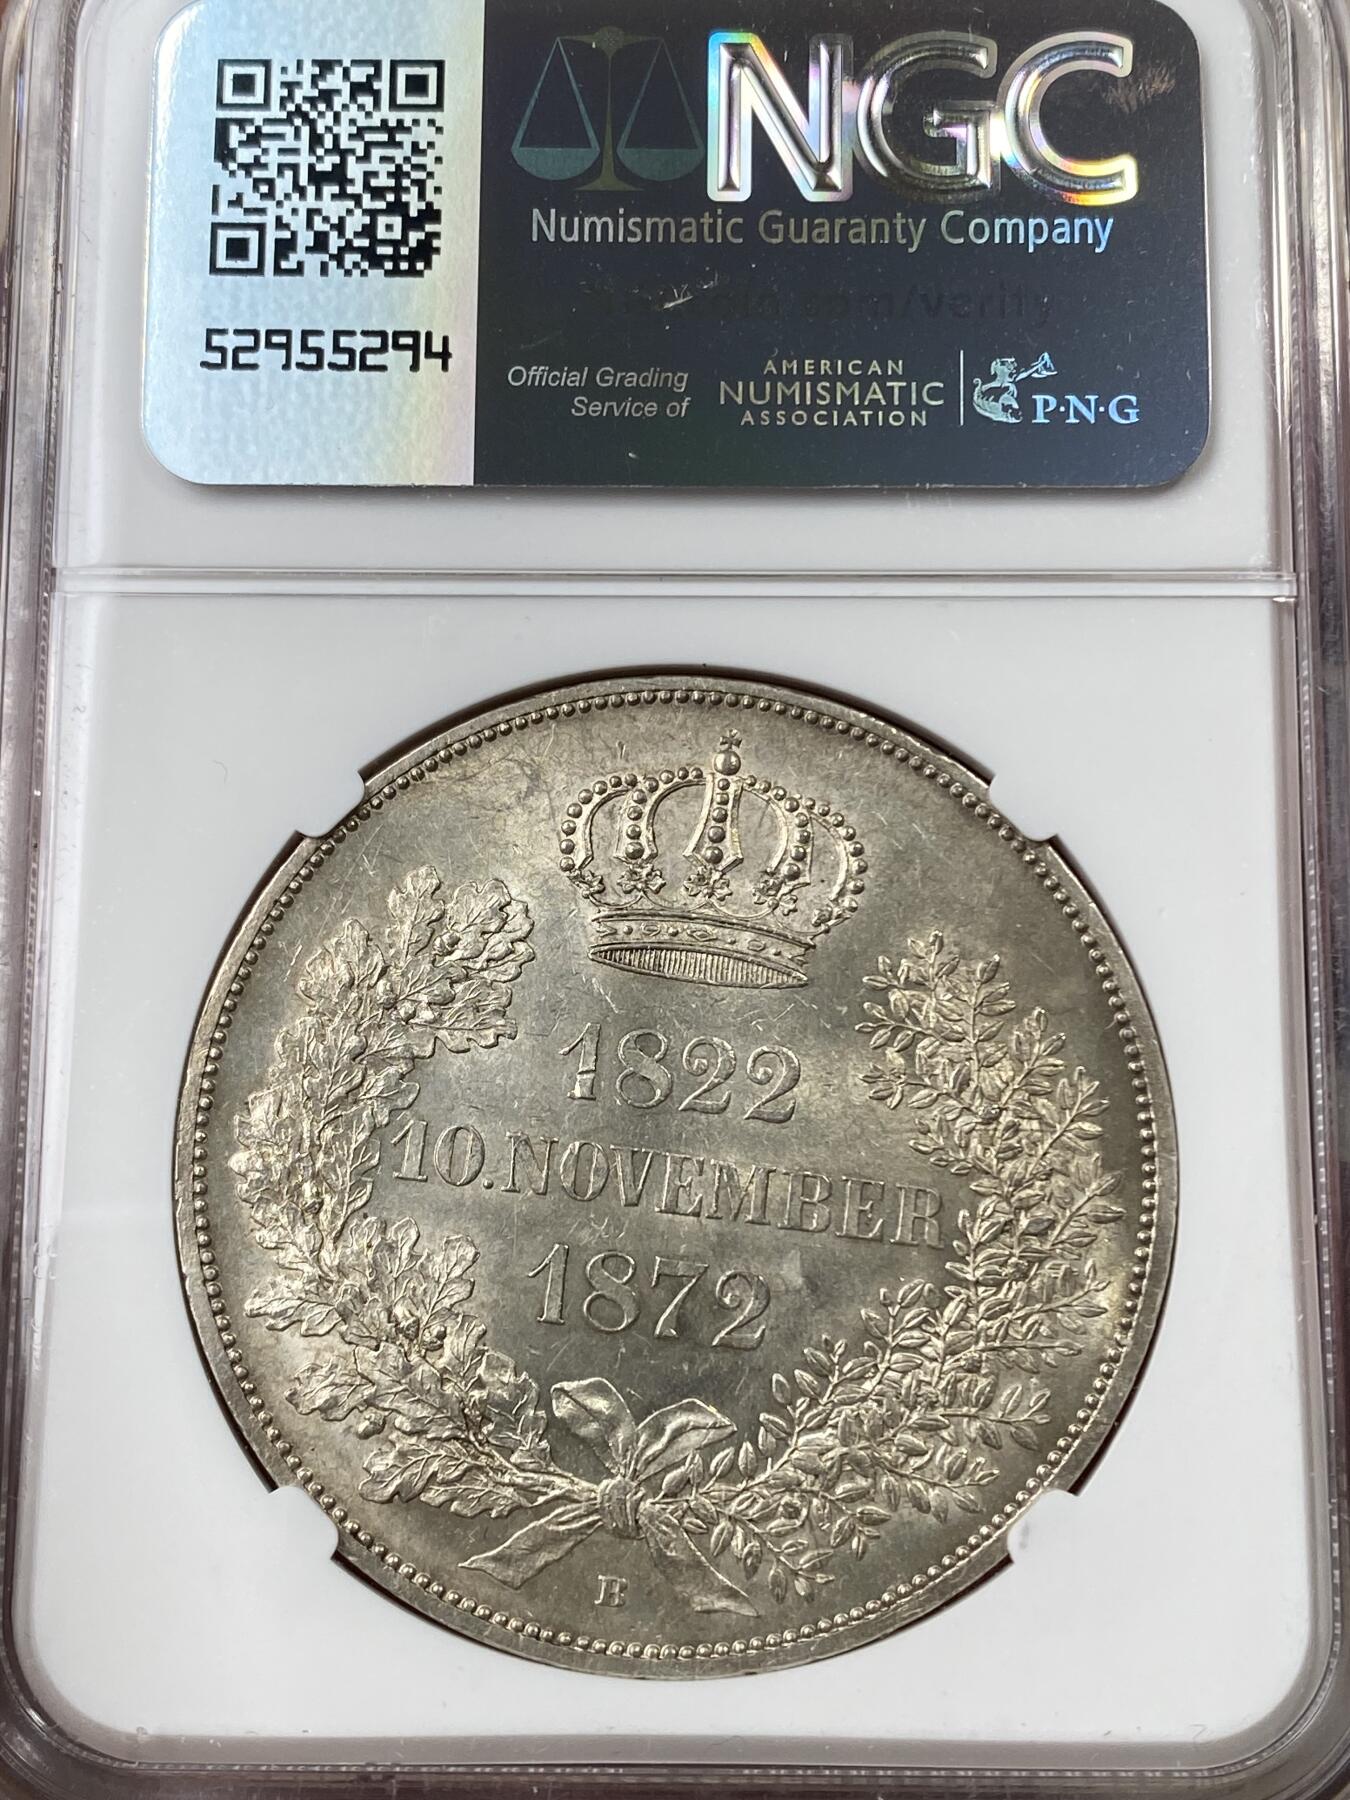 NGC
Numismatic Guaranty Company
52955294
Official Grading
Service of
AMERICAN
NUMISMATIC
ASSOCIATION
P·N·G
1822
10. NOVEMBER
1872
B